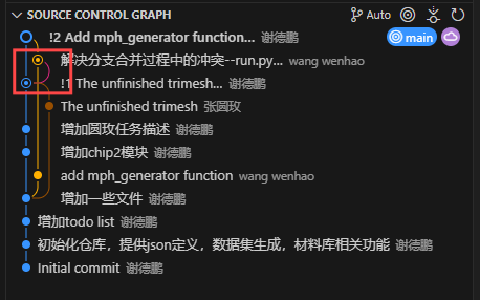 SOURCE CONTROL GRAPH Auto
!2 Add mph_generator function... 谢德鹏 main
解决分支合并过程中的冲突--run.py... wang wenhao
!1 The unfinished trimesh... 谢德鹏
The unfinished trimesh 张圆玫
增加圆玫任务描述 谢德鹏
增加chip2模块 谢德鹏
add mph_generator function wang wenhao
增加一些文件 谢德鹏
增加todo list 谢德鹏
初始化仓库，提供json定义，数据集生成，材料库相关功能 谢德鹏
Initial commit 谢德鹏